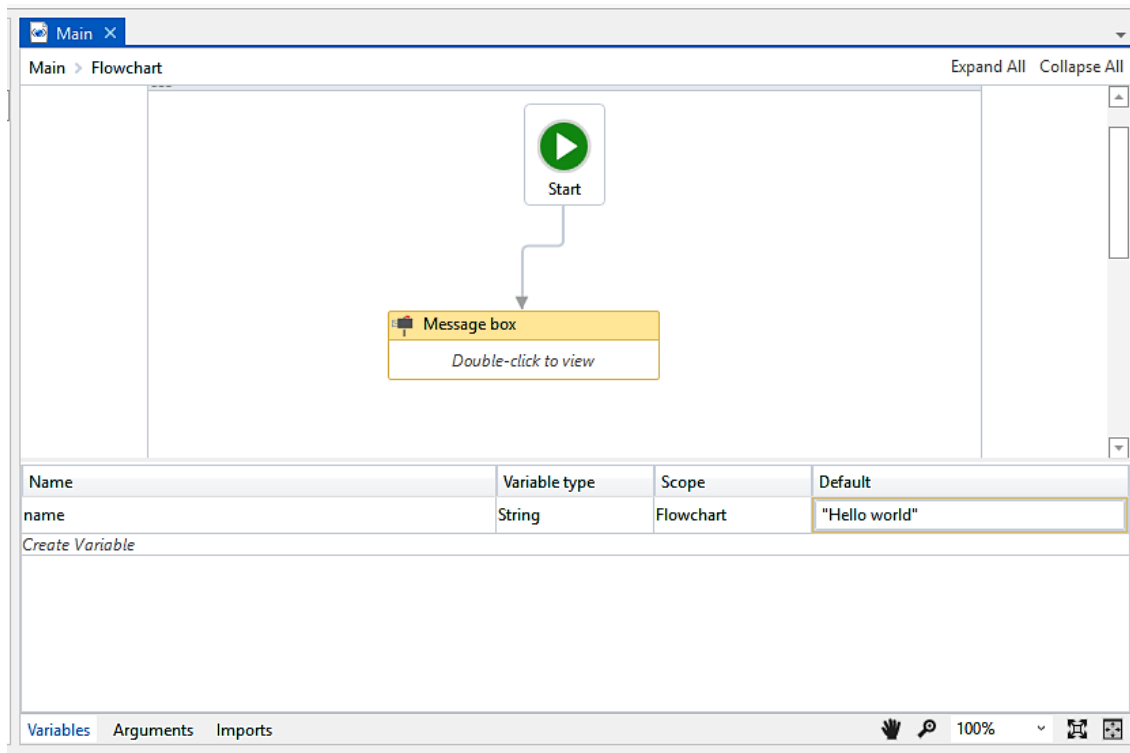 Main
Main > Flowchart Expand All Collapse All
Start
Message box
Double-click to view
Name Variable type Scope Default
name String Flowchart "Hello world"
Create Variable
Variables Arguments Imports 100%